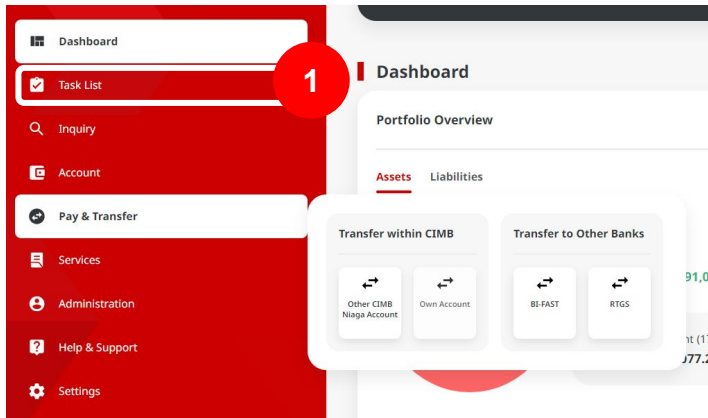 Dashboard
Task List
1
Inquiry
Account
Pay & Transfer
Services
Administration
Help & Support
Settings
Dashboard
Portfolio Overview
Assets Liabilities
Transfer within CIMB
Other CIMB
Niaga Account
Own Account
Transfer to Other Banks
BI-FAST
RTGS